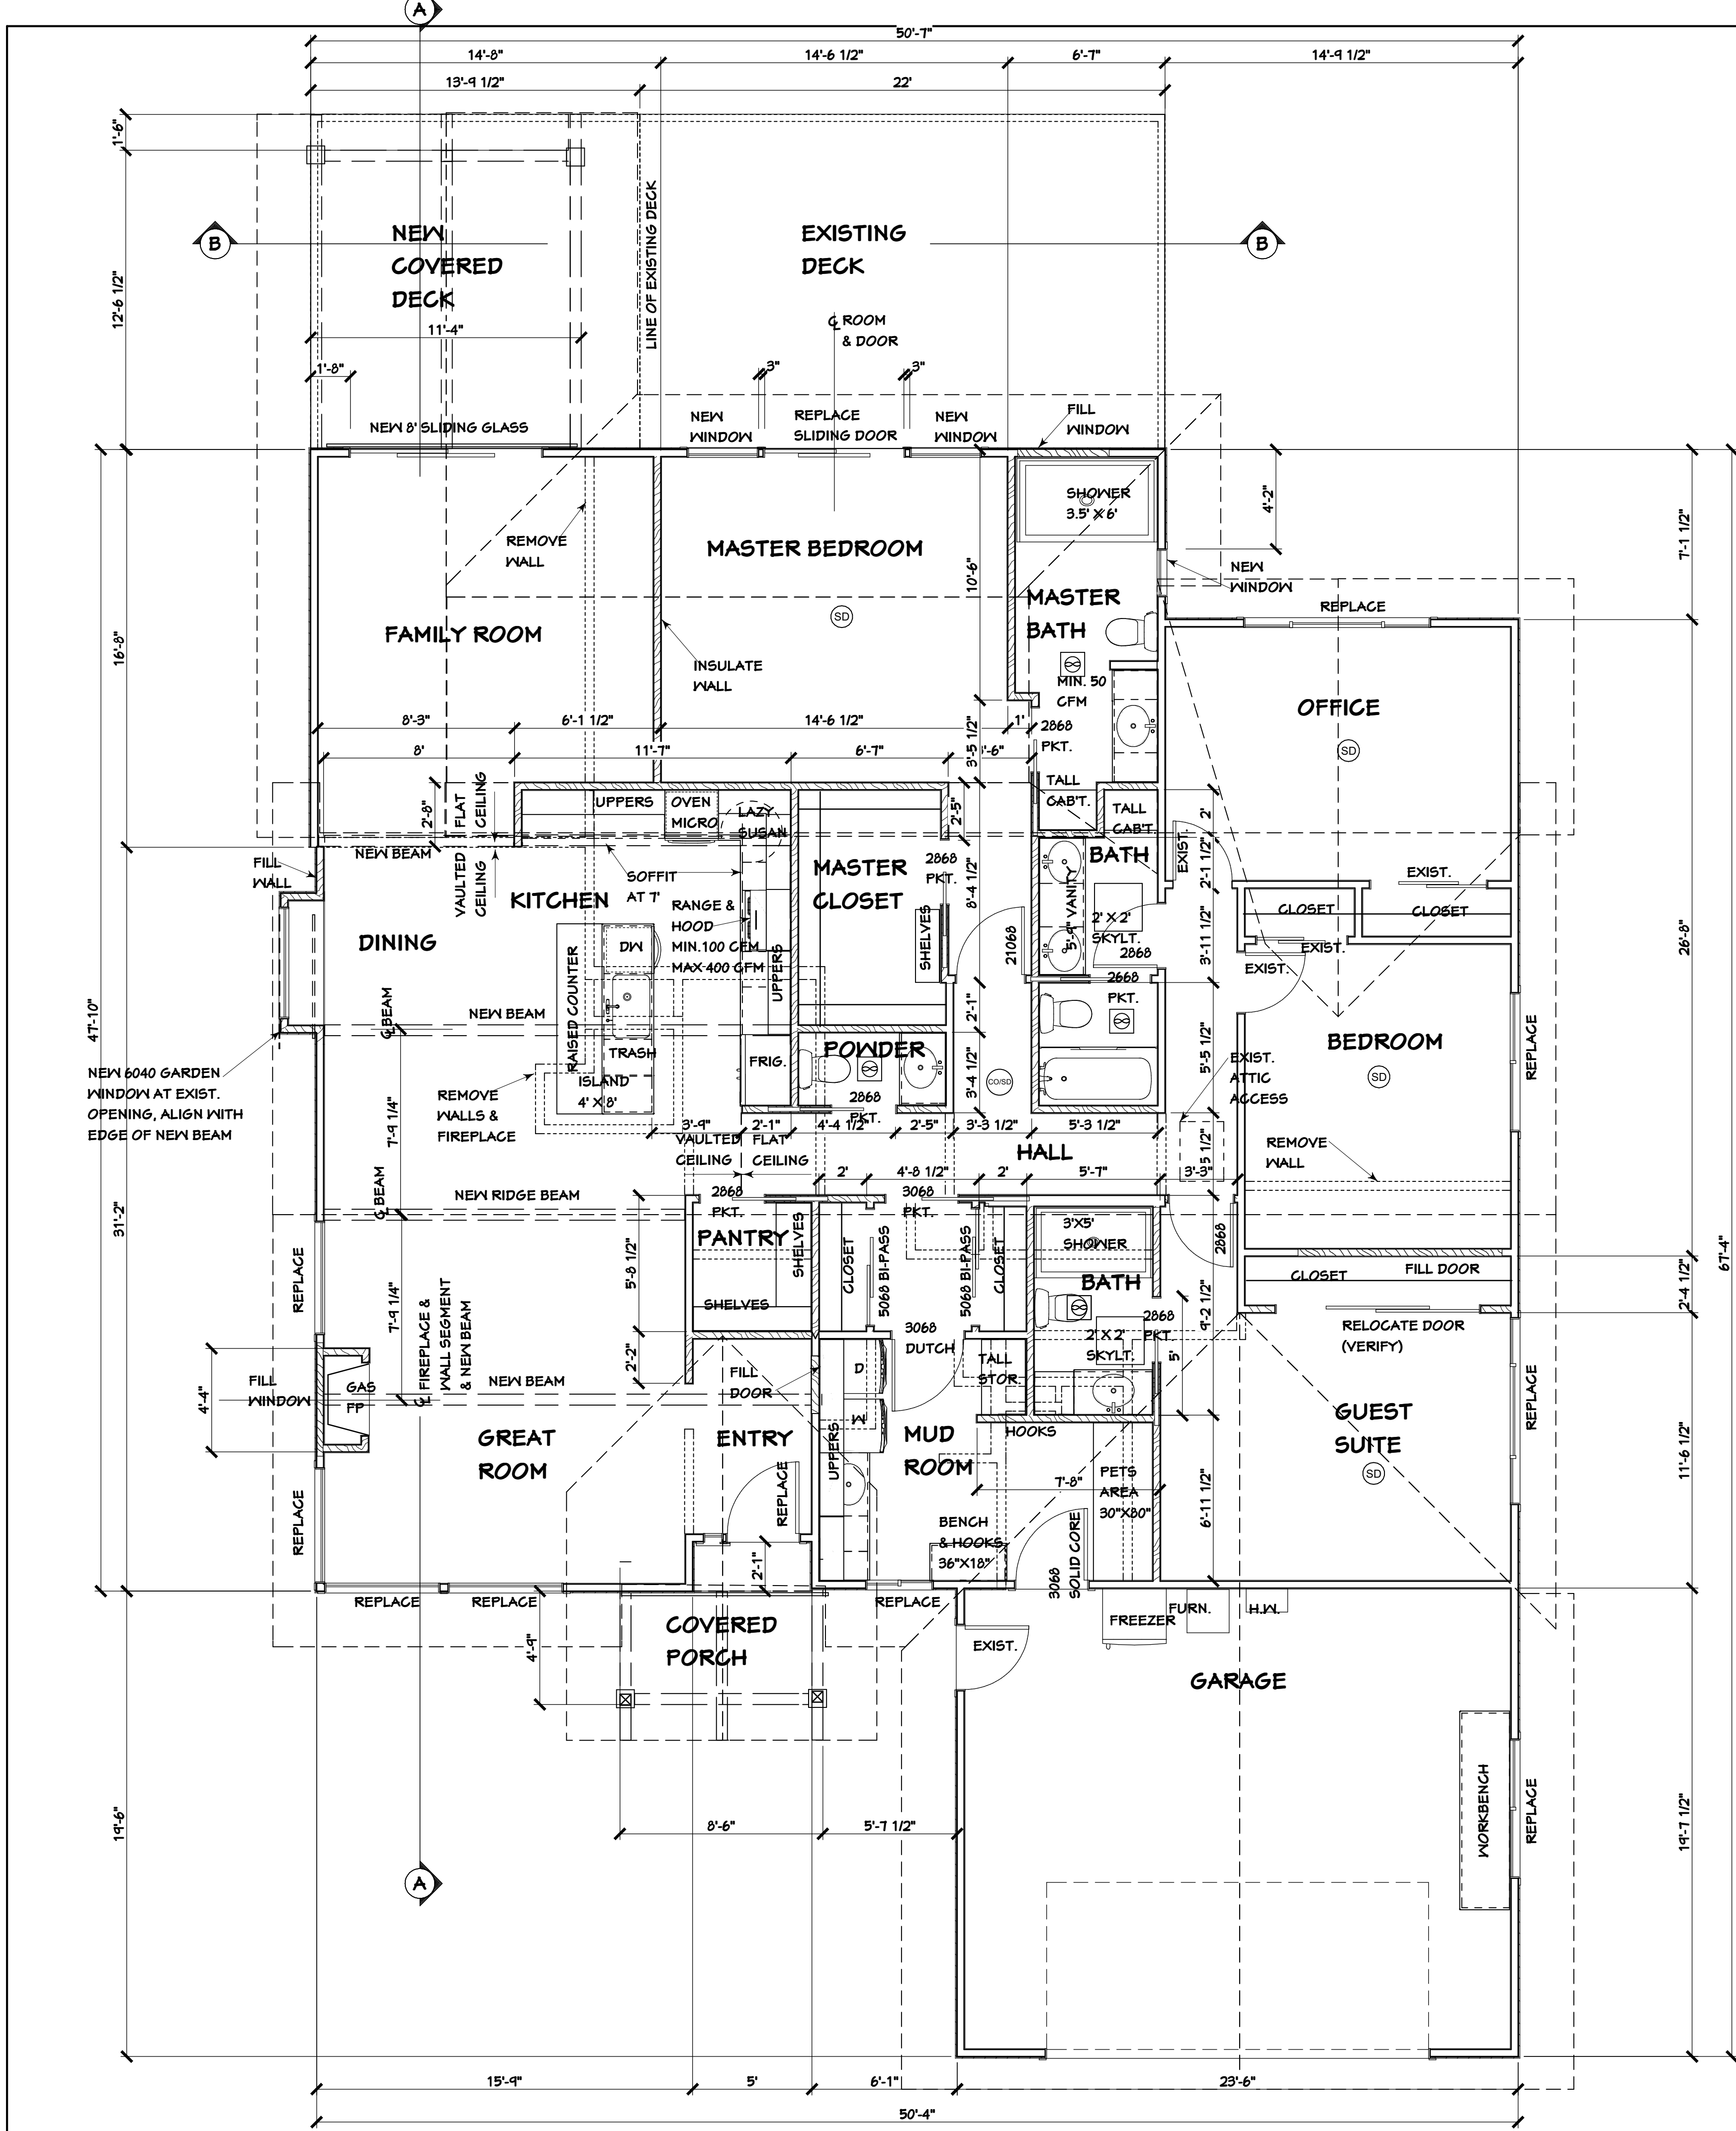 A
50'-7"
14'-8"
14'-6 1/2"
6'-7"
14'-9 1/2"
13'-9 1/2"
22'
1'-6"
12'-6 1/2"
B
NEW
COVERED
DECK
11'-4"
1'-8"
LINE OF EXISTING DECK
EXISTING
DECK
B
℄ ROOM
& DOOR
3"
3"
NEW 8' SLIDING GLASS
NEW
WINDOW
REPLACE
SLIDING DOOR
NEW
WINDOW
FILL
WINDOW
SHOWER
3.5' X 6'
4'-2"
7'-1 1/2"
REMOVE
WALL
MASTER BEDROOM
SD
10'-6"
NEW
WINDOW
MASTER
BATH
REPLACE
FAMILY ROOM
INSULATE
WALL
16'-8"
MIN. 50
CFM
2868
PKT.
OFFICE
SD
8'-3"
6'-1 1/2"
14'-6 1/2"
1'
3'-5 1/2"
8'
11'-7"
6'-7"
TALL
CAB'T.
TALL
CAB'T
2'
2'-8"
FLAT
CEILING
UPPERS
OVEN
MICRO
LAZY
SUSAN
2'-5"
NEW BEAM
VAULTED
CEILING
FILL
WALL
SOFFIT
AT 7'
KITCHEN
RANGE &
HOOD
MIN.100 CFM
MAX 400 CFM
UPPERS
MASTER
CLOSET
2868
PKT.
SHELVES
8'-4 1/2"
21068
BATH
5'-9" VANITY
2' X 2'
SKYLT.
2868
EXIST.
2'-1 1/2"
3'-11 1/2"
EXIST.
CLOSET
CLOSET
EXIST.
EXIST.
26'-8"
DINING
DW
RAISED COUNTER
TRASH
ISLAND
4' X 8'
FRIG.
℄ BEAM
NEW BEAM
47'-10"
NEW 6040 GARDEN
WINDOW AT EXIST.
OPENING, ALIGN WITH
EDGE OF NEW BEAM
REMOVE
WALLS &
FIREPLACE
7'-9 1/4"
2'-1"
3'-4 1/2"
POWDER
2868
PKT.
2668
PKT.
CO/SD
5'-5 1/2"
EXIST.
ATTIC
ACCESS
BEDROOM
SD
REPLACE
REMOVE
WALL
3'-9"
2'-1"
4'-4 1/2"
2'-5"
3'-3 1/2"
5'-3 1/2"
VAULTED
CEILING
FLAT
CEILING
HALL
2'
4'-8 1/2"
2'
5'-7"
3'-3"
31'-2"
℄ BEAM
NEW RIDGE BEAM
2868
PKT.
PANTRY
SHELVES
SHELVES
5'-8 1/2"
3068
PKT.
CLOSET
5068 BI-PASS
5068 BI-PASS
CLOSET
3'X5'
SHOWER
BATH
2868
PKT.
2868
9'-2 1/2"
5'
CLOSET
FILL DOOR
2'-4 1/2"
67'-4"
RELOCATE DOOR
(VERIFY)
REPLACE
7'-9 1/4"
℄ FIREPLACE &
WALL SEGMENT
& NEW BEAM
2'-2"
3068
DUTCH
TALL
STOR.
2' X 2'
SKYLT.
4'-4"
FILL
WINDOW
GAS
FP
NEW BEAM
FILL
DOOR
D
W
UPPERS
REPLACE
GREAT
ROOM
ENTRY
REPLACE
MUD
ROOM
HOOKS
7'-8"
PETS
AREA
30"X80"
6'-11 1/2"
GUEST
SUITE
SD
11'-6 1/2"
REPLACE
BENCH
& HOOKS
36"X18"
3068
SOLID CORE
2'-1"
REPLACE
REPLACE
REPLACE
COVERED
PORCH
4'-9"
EXIST.
FREEZER
FURN.
H.W.
GARAGE
WORKBENCH
REPLACE
19'-6"
19'-7 1/2"
8'-6"
5'-7 1/2"
A
15'-9"
5'
6'-1"
23'-6"
50'-4"